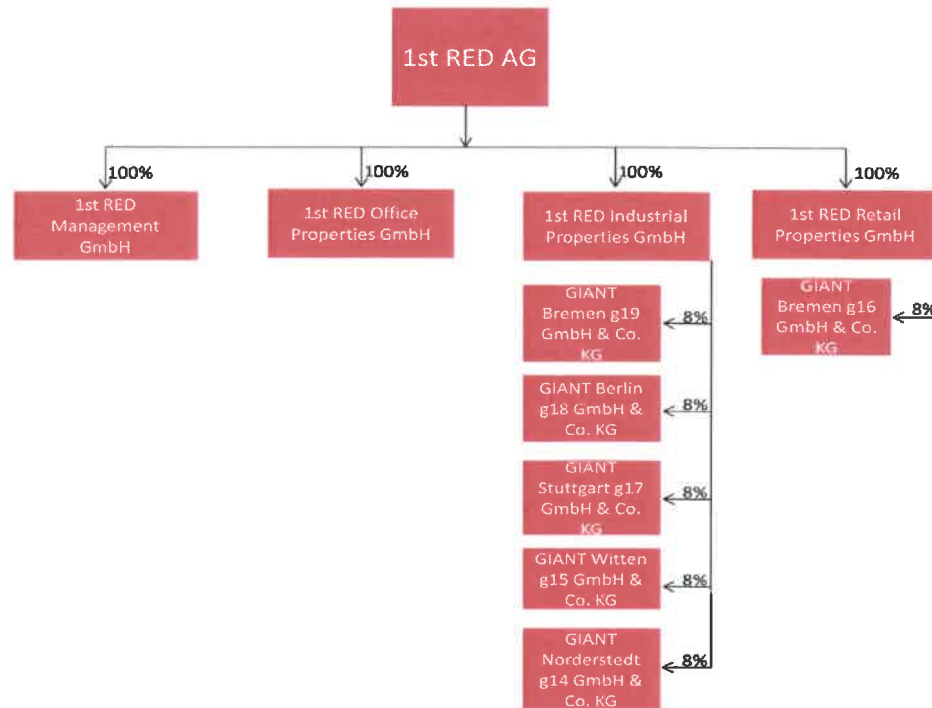 1st RED AG
100%
100%
100%
100%
1st RED
Management
GmbH
1st RED Office
Properties GmbH
1st RED Industrial
Properties GmbH
1st RED Retail
Properties GmbH
GIANT
Bremen g19
GmbH & Co.
KG
8%
GIANT
Bremen g16
GmbH & Co.
KG
8%
GIANT Berlin
g18 GmbH &
Co. KG
8%
GIANT
Stuttgart g17
GmbH & Co.
KG
8%
GIANT Witten
g15 GmbH &
Co. KG
8%
GIANT
Norderstedt
g14 GmbH &
Co. KG
8%